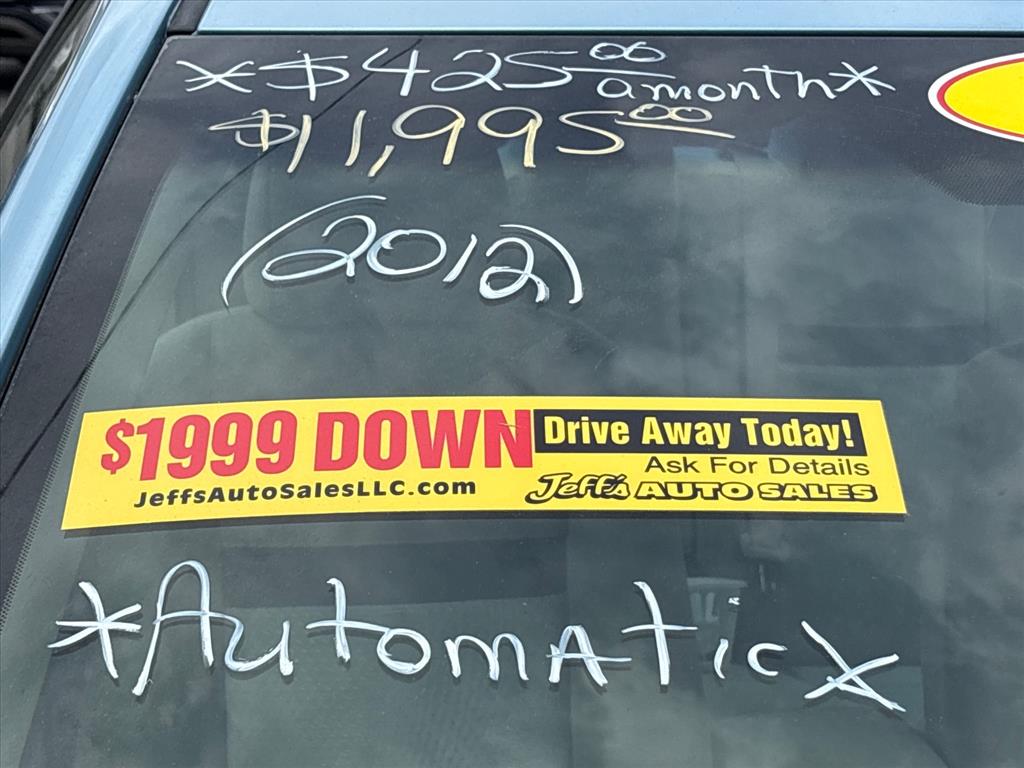 *$425.00 a month*
$11,995.00
(2012)
$1999 DOWN Drive Away Today!
Ask For Details
JeffsAutoSalesLLC.com Jeff's AUTO SALES
*Automatic*